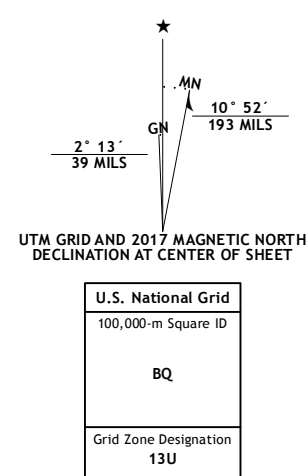 ★
MN
GN
10° 52´
193 MILS
2° 13´
39 MILS
UTM GRID AND 2017 MAGNETIC NORTH
DECLINATION AT CENTER OF SHEET
U.S. National Grid
100,000-m Square ID
BQ
Grid Zone Designation
13U